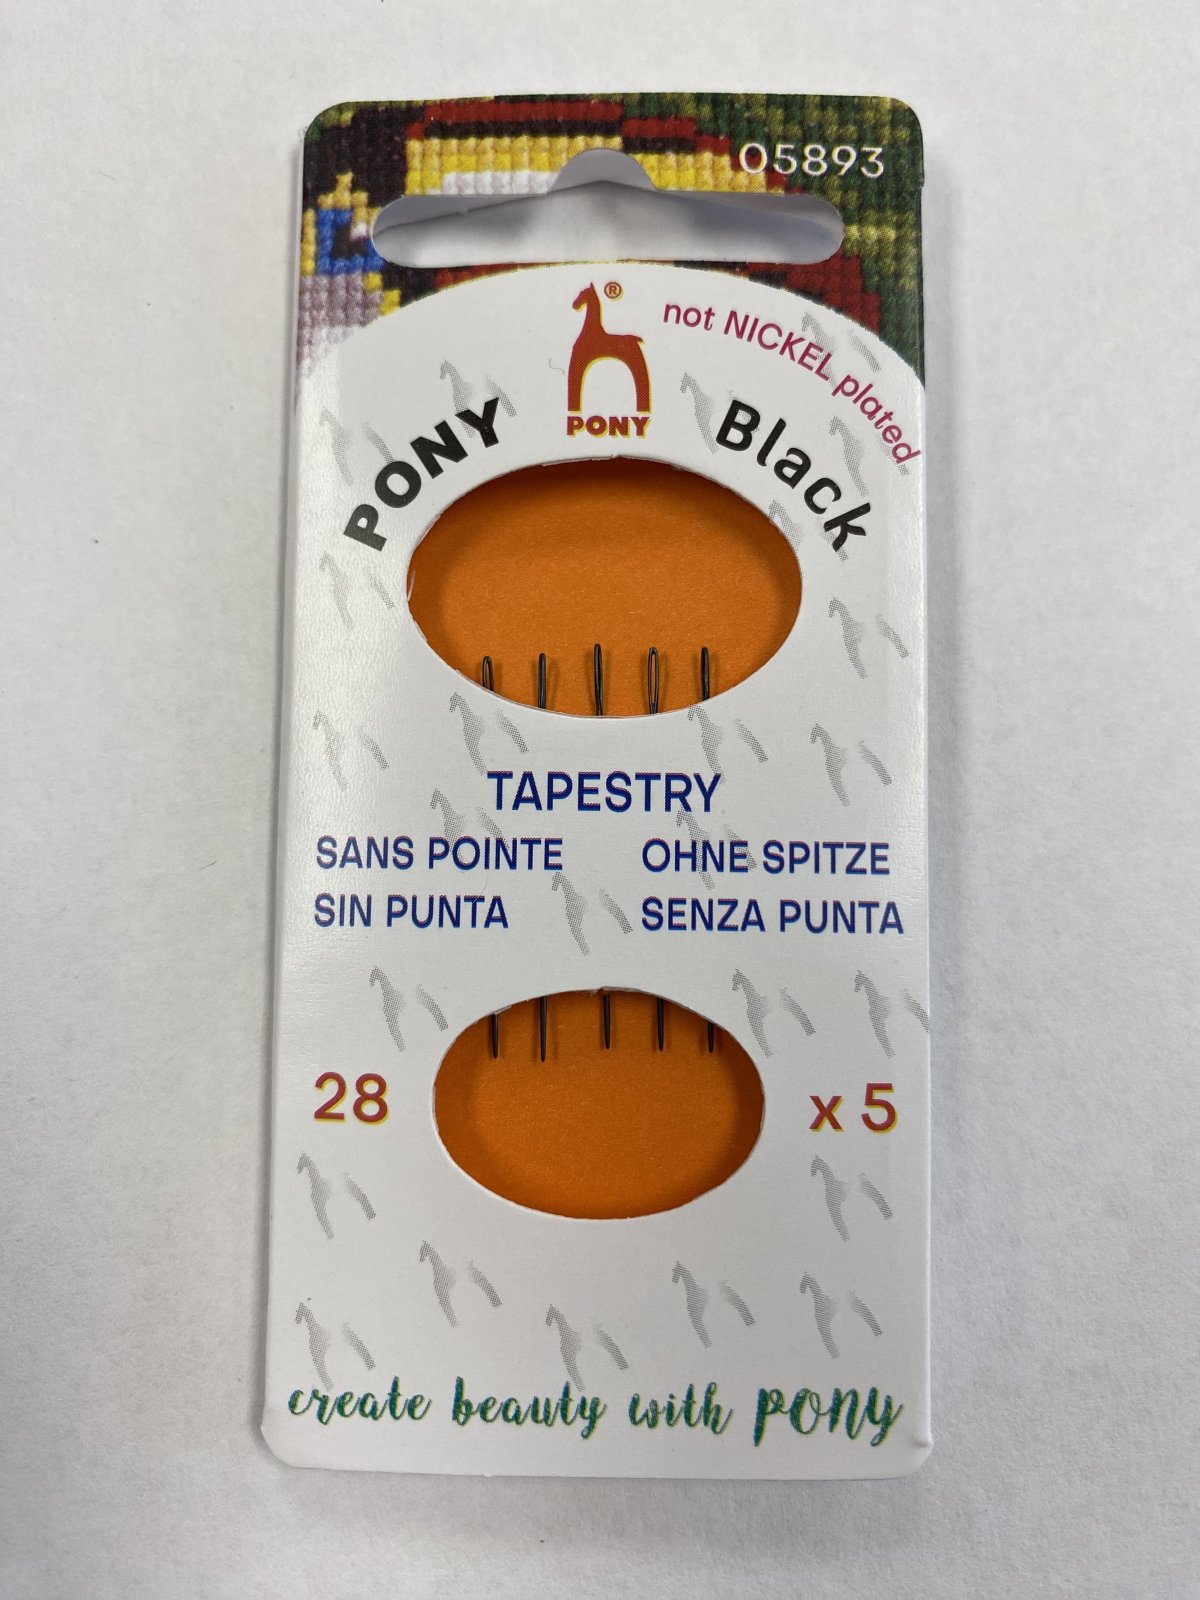 05893
®
PONY
not NICKEL plated
PONY Black
TAPESTRY
SANS POINTE OHNE SPITZE
SIN PUNTA SENZA PUNTA
28 x 5
create beauty with PONY